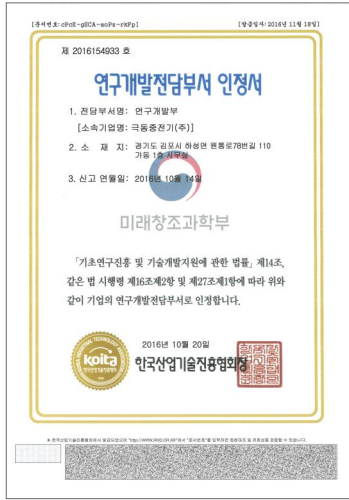 [문서번호:cPcK-gSCA-aoPs-rkPp] [발급일자:2016년 11월 18일]
제 2016154933 호
연구개발전담부서 인정서
1. 전담부서명: 연구개발부
[소속기업명: 극동중전기(주)]
2. 소 재 지: 경기도 김포시 하성면 원통로78번길 110
가동 1층 사무실
3. 신고 연월일: 2016년 10월 14일
미래창조과학부
「기초연구진흥 및 기술개발지원에 관한 법률」제14조,
같은 법 시행령 제16조제2항 및 제27조제1항에 따라 위와
같이 기업의 연구개발전담부서로 인정합니다.
2016년 10월 20일
koita
한국산업기술진흥협회장